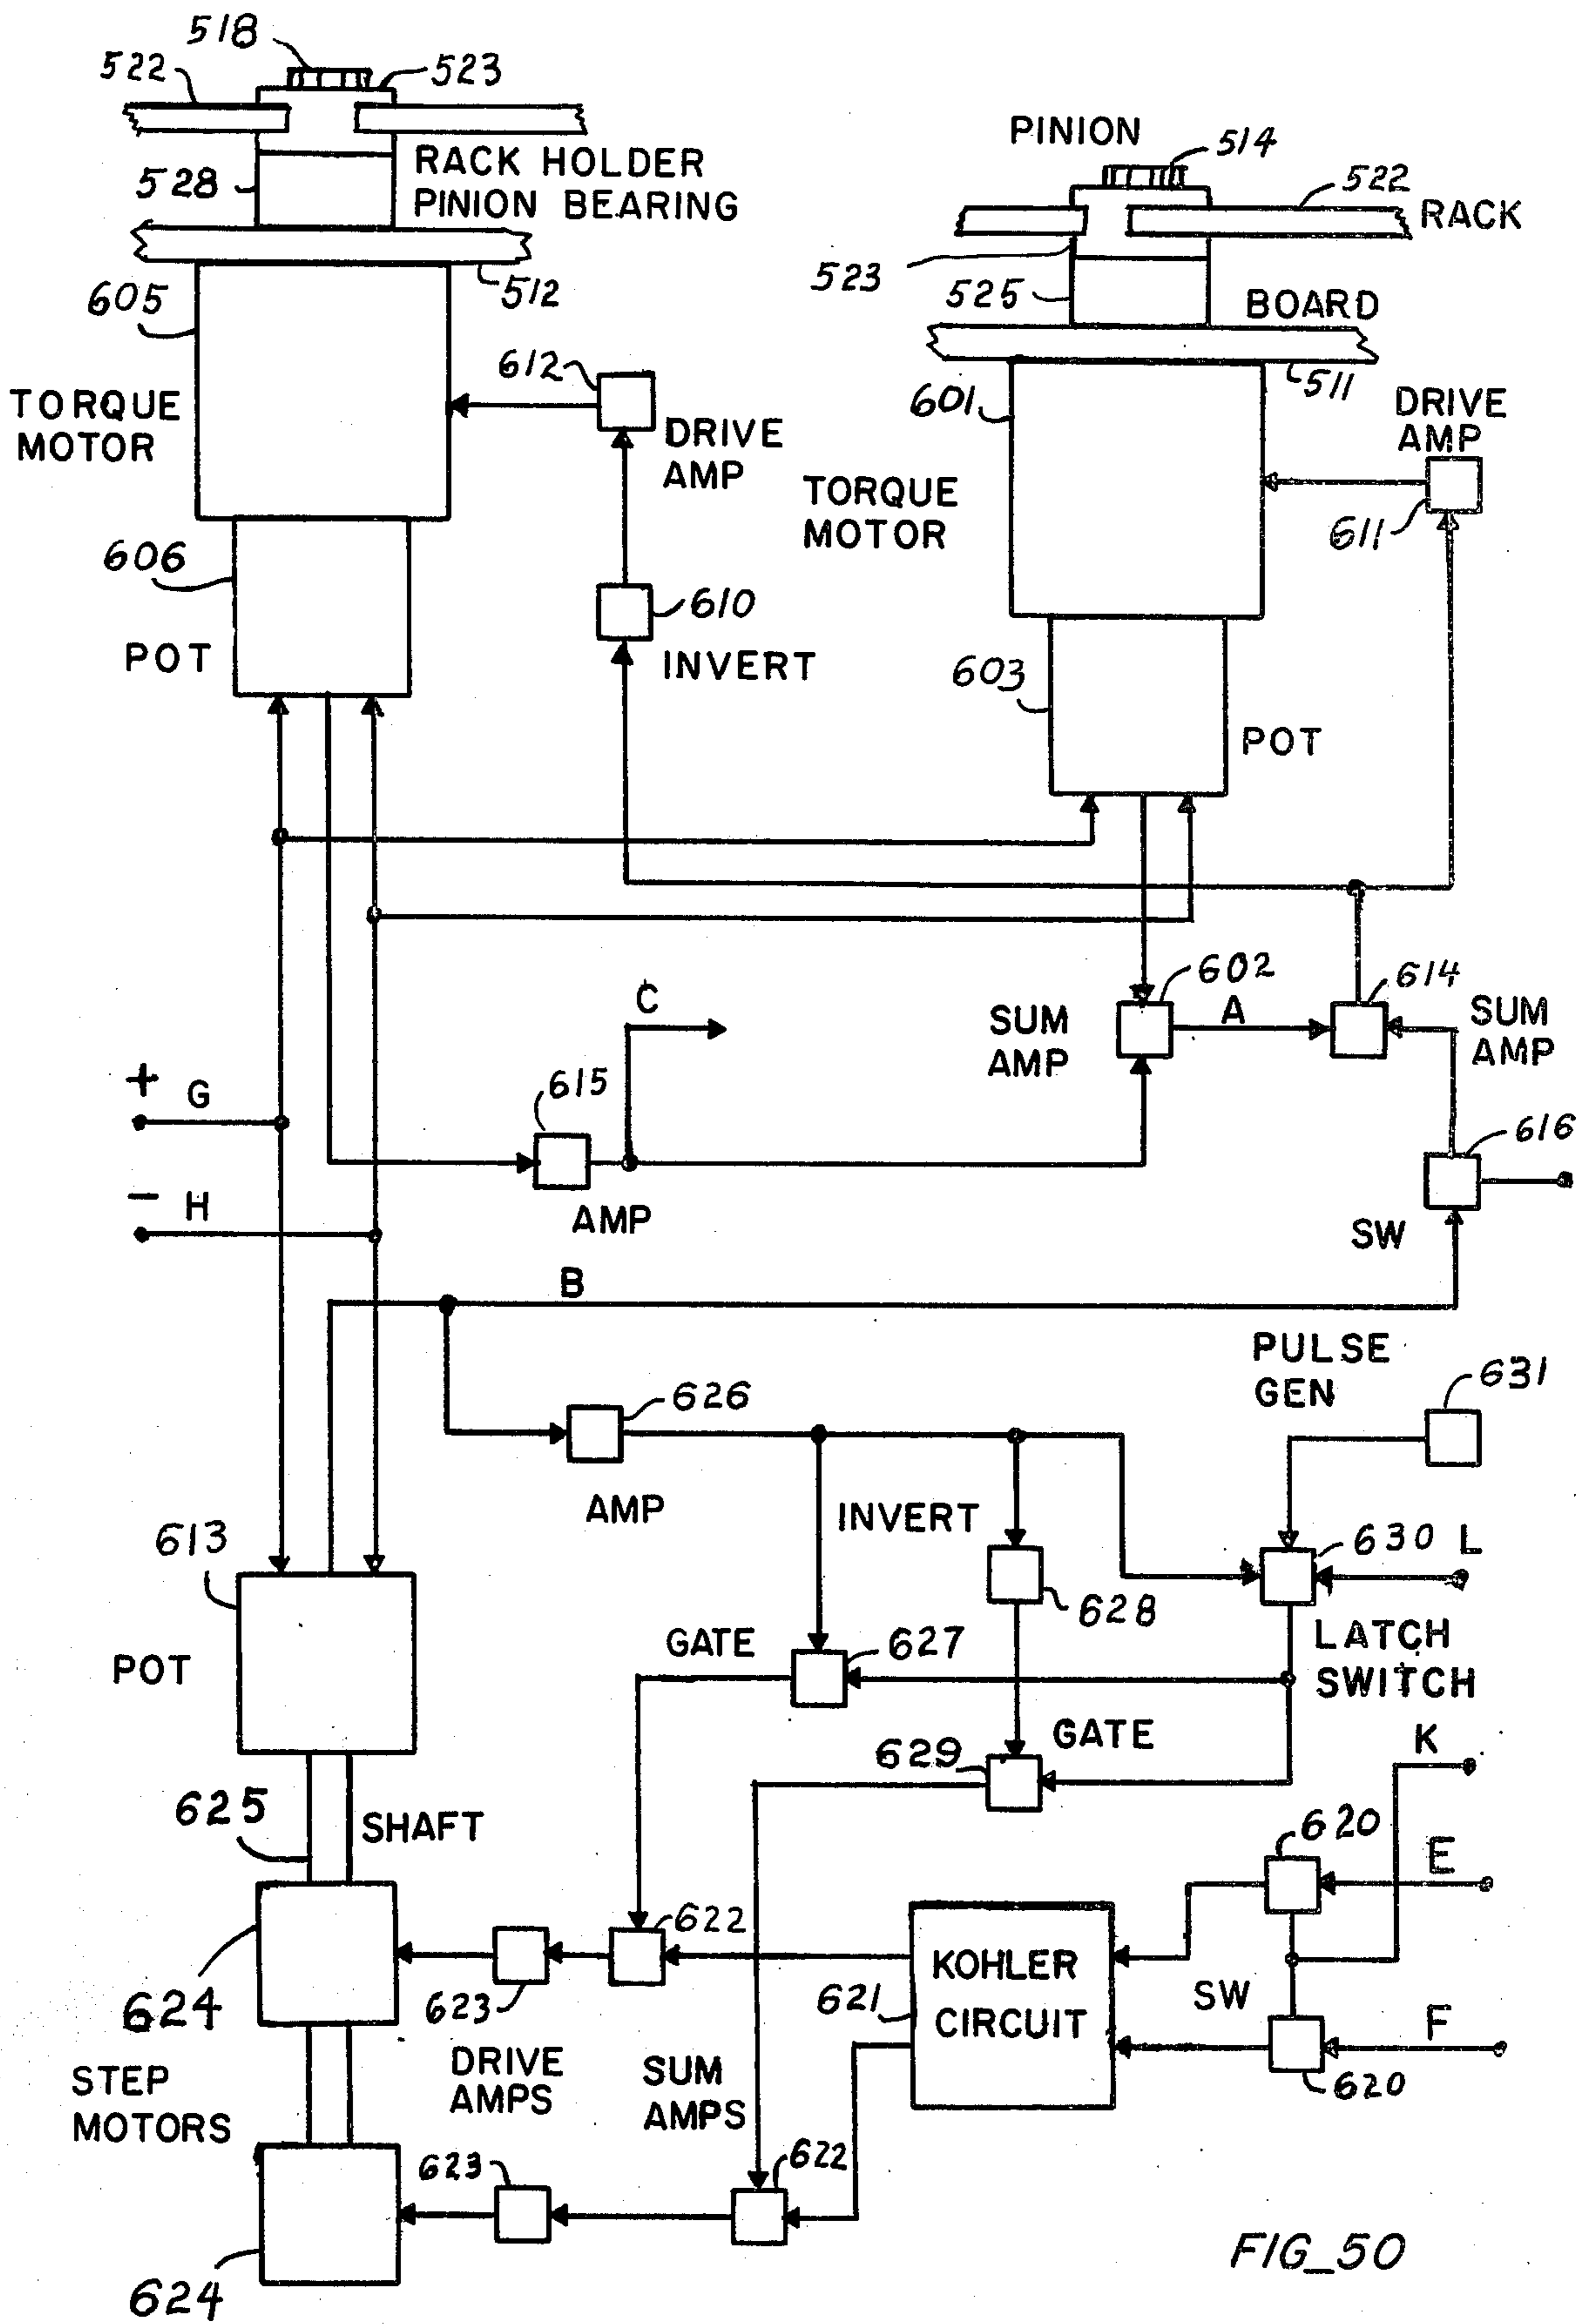 518
522
523
RACK HOLDER
528
PINION BEARING
512
605
TORQUE
MOTOR
612
DRIVE
AMP
606
POT
610
INVERT
PINION
514
522
RACK
523
525
BOARD
511
601
DRIVE
AMP
TORQUE
MOTOR
611
603
POT
C
602
SUM
AMP
A
614
SUM
AMP
+ G
615
AMP
- H
616
SW
B
PULSE
GEN
631
626
AMP
INVERT
613
POT
630
L
628
LATCH
SWITCH
GATE
627
GATE
629
K
625
SHAFT
620
E
622
KOHLER
CIRCUIT
621
SW
F
620
624
623
STEP
MOTORS
DRIVE
AMPS
SUM
AMPS
623
622
624
FIG_50